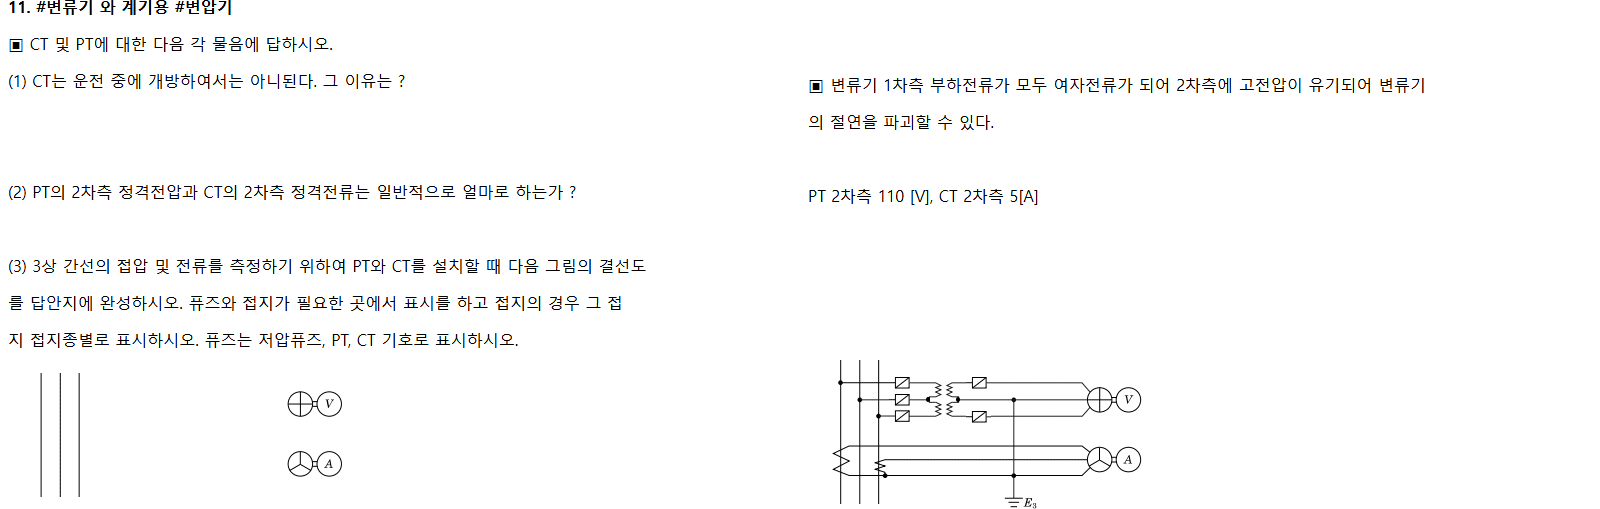 11. #변류기 와 계기용 #변압기
▣ CT 및 PT에 대한 다음 각 물음에 답하시오.
(1) CT는 운전 중에 개방하여서는 아니된다. 그 이유는 ?
▣ 변류기 1차측 부하전류가 모두 여자전류가 되어 2차측에 고전압이 유기되어 변류기
의 절연을 파괴할 수 있다.
(2) PT의 2차측 정격전압과 CT의 2차측 정격전류는 일반적으로 얼마로 하는가 ?
PT 2차측 110 [V], CT 2차측 5[A]
(3) 3상 간선의 접압 및 전류를 측정하기 위하여 PT와 CT를 설치할 때 다음 그림의 결선도
를 답안지에 완성하시오. 퓨즈와 접지가 필요한 곳에서 표시를 하고 접지의 경우 그 접
지 접지종별로 표시하시오. 퓨즈는 저압퓨즈, PT, CT 기호로 표시하시오.
V
A
V
A
E₃